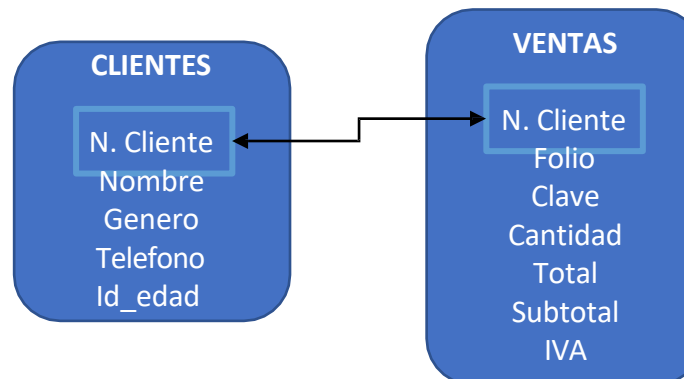 CLIENTES
N. Cliente
Nombre
Genero
Telefono
Id_edad
VENTAS
N. Cliente
Folio
Clave
Cantidad
Total
Subtotal
IVA